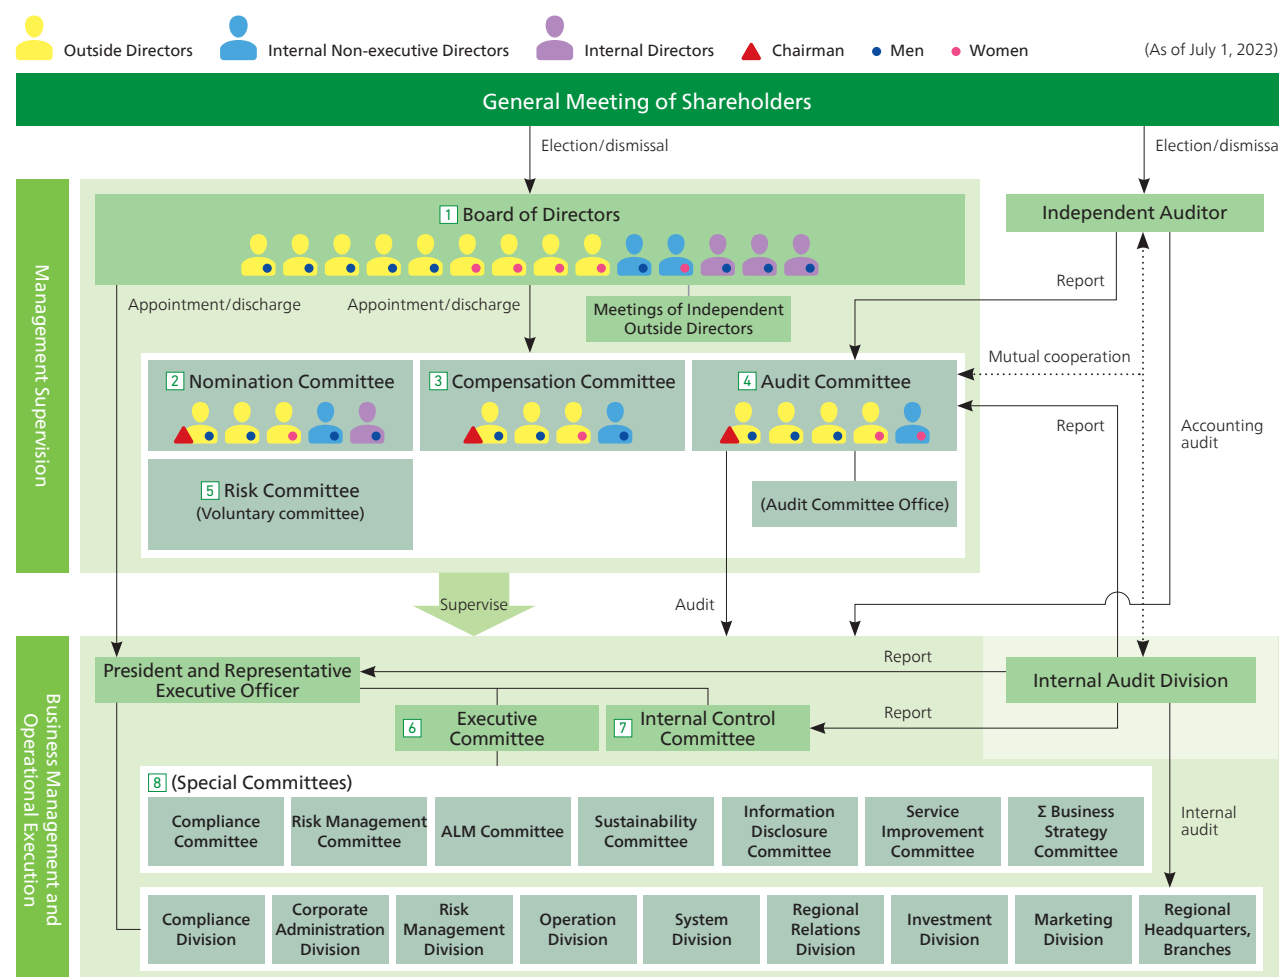 Outside Directors
Internal Non-executive Directors
Internal Directors
Chairman
Men
Women
(As of July 1, 2023)
General Meeting of Shareholders
Election/dismissal
Election/dismissa
Management Supervision
1 Board of Directors
Independent Auditor
Appointment/discharge
Appointment/discharge
Meetings of Independent
Outside Directors
Report
Mutual cooperation
2 Nomination Committee
3 Compensation Committee
4 Audit Committee
Report
Accounting
audit
5 Risk Committee
(Voluntary committee)
(Audit Committee Office)
Supervise
Audit
Business Management and
Operational Execution
President and Representative
Executive Officer
Report
Internal Audit Division
6 Executive
Committee
7 Internal Control
Committee
Report
8 (Special Committees)
Compliance
Committee
Risk Management
Committee
ALM Committee
Sustainability
Committee
Information
Disclosure
Committee
Service
Improvement
Committee
Σ Business
Strategy
Committee
Internal
audit
Compliance
Division
Corporate
Administration
Division
Risk
Management
Division
Operation
Division
System
Division
Regional
Relations
Division
Investment
Division
Marketing
Division
Regional
Headquarters,
Branches